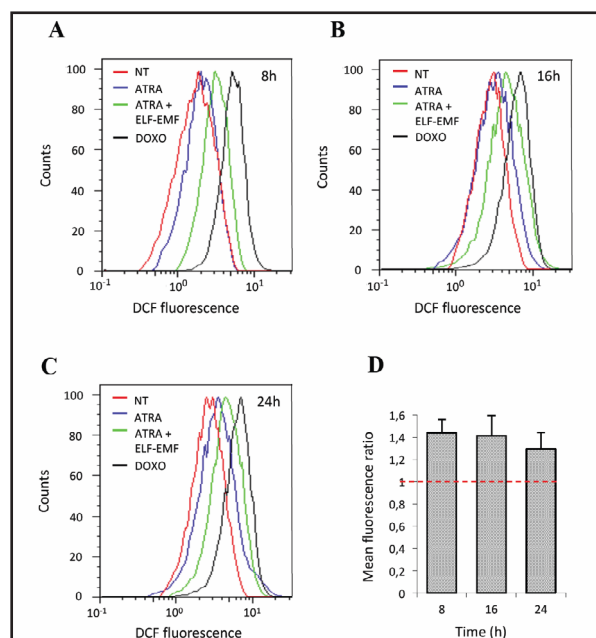 A
NT
ATRA
ATRA +
ELF-EMF
DOXO
8h
Counts
100
80
60
40
20
0
10-1
100
101
DCF fluorescence
B
NT
ATRA
ATRA +
ELF-EMF
DOXO
16h
Counts
100
80
60
40
20
0
10-1
100
101
DCF fluorescence
C
NT
ATRA
ATRA +
ELF-EMF
DOXO
24h
Counts
100
80
60
40
20
0
10-1
100
101
DCF fluorescence
D
Mean fluorescence ratio
1,6
1,4
1,2
1
0,8
0,6
0,4
0,2
0
8 16 24
Time (h)